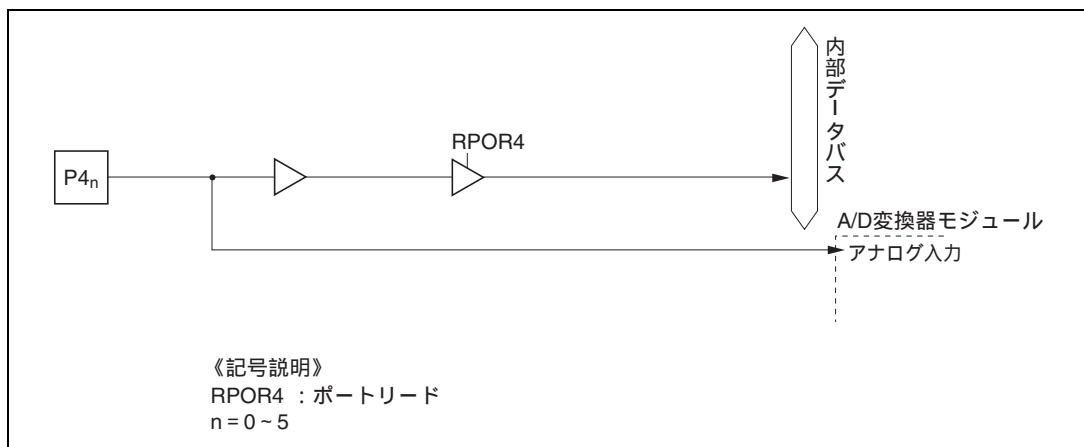 内部データバス
RPOR4
P4n
A/D変換器モジュール
アナログ入力
《記号説明》
RPOR4 ：ポートリード
n = 0 ~ 5